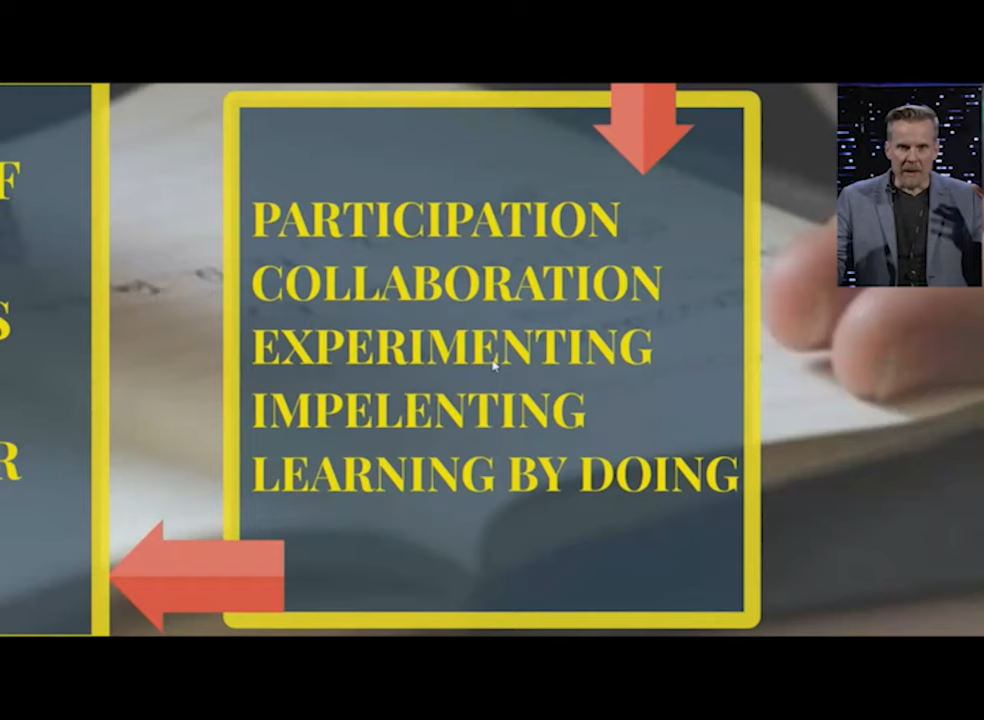 F
S
R
PARTICIPATION
COLLABORATION
EXPERIMENTING
IMPELENTING
LEARNING BY DOING